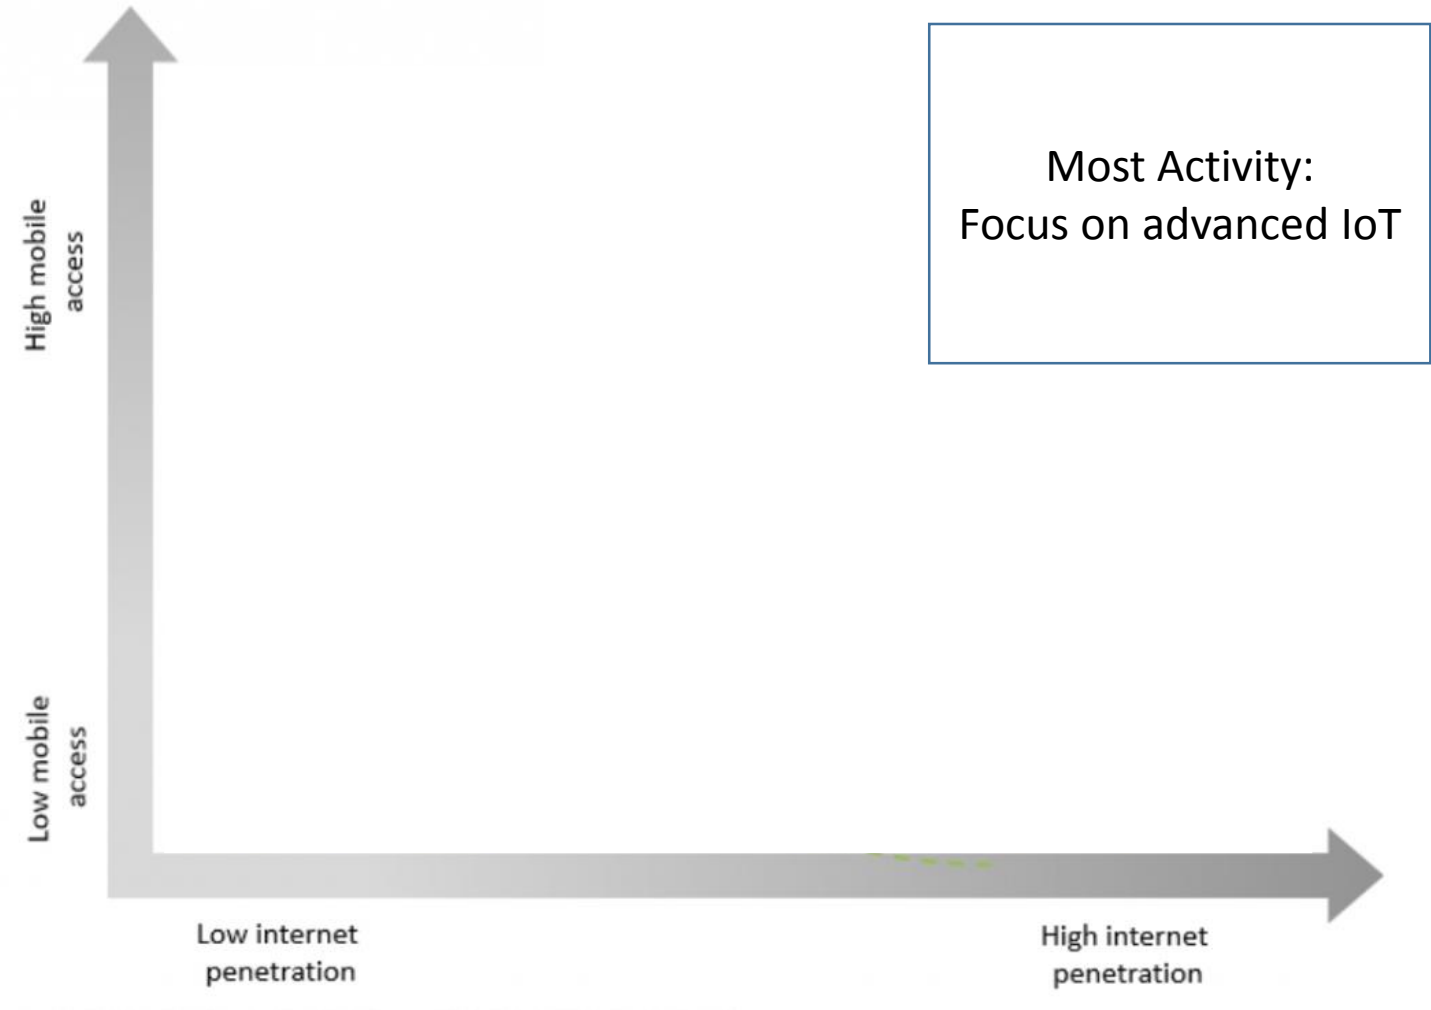 Most Activity:
Focus on advanced IoT
High mobile
access
Low mobile
access
Low internet
penetration
High internet
penetration